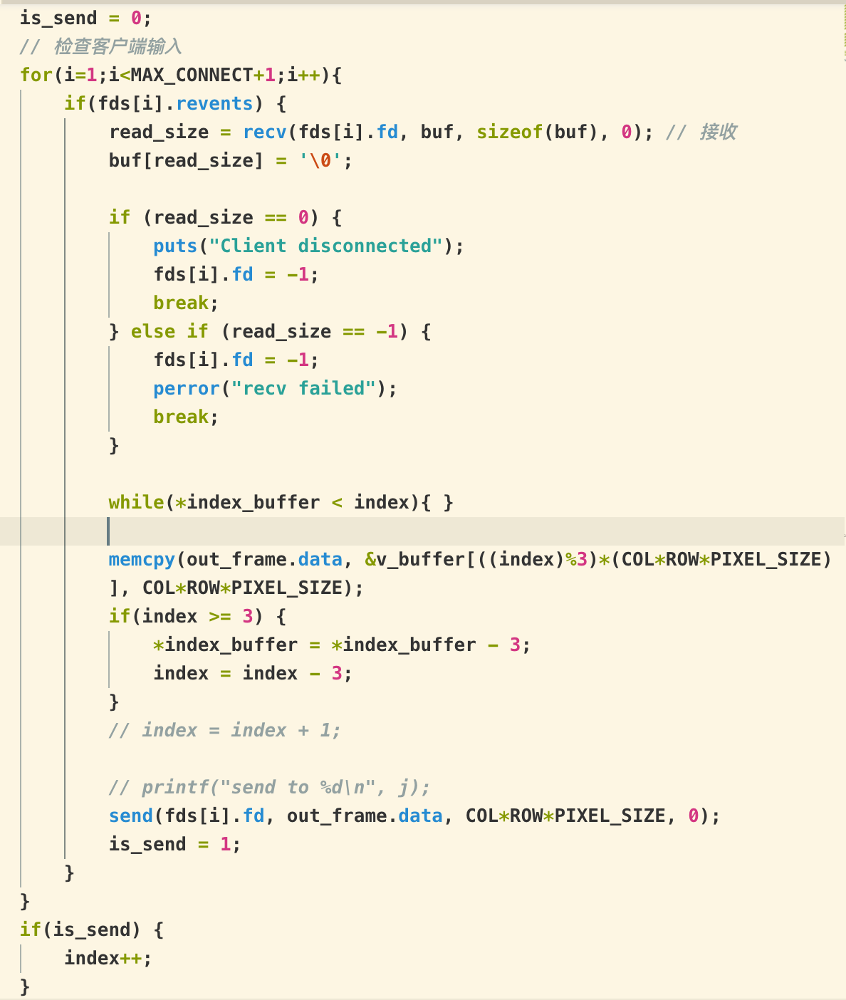 is_send = 0;
// 检查客户端输入
for(i=1;i<MAX_CONNECT+1;i++){
if(fds[i].revents) {
read_size = recv(fds[i].fd, buf, sizeof(buf), 0); // 接收
buf[read_size] = '\0';
if (read_size == 0) {
puts("Client disconnected");
fds[i].fd = -1;
break;
} else if (read_size == -1) {
fds[i].fd = -1;
perror("recv failed");
break;
}
while(*index_buffer < index){ }
memcpy(out_frame.data, &v_buffer[((index)%3)*(COL*ROW*PIXEL_SIZE)
], COL*ROW*PIXEL_SIZE);
if(index >= 3) {
*index_buffer = *index_buffer - 3;
index = index - 3;
}
// index = index + 1;
// printf("send to %d\n", j);
send(fds[i].fd, out_frame.data, COL*ROW*PIXEL_SIZE, 0);
is_send = 1;
}
}
if(is_send) {
index++;
}